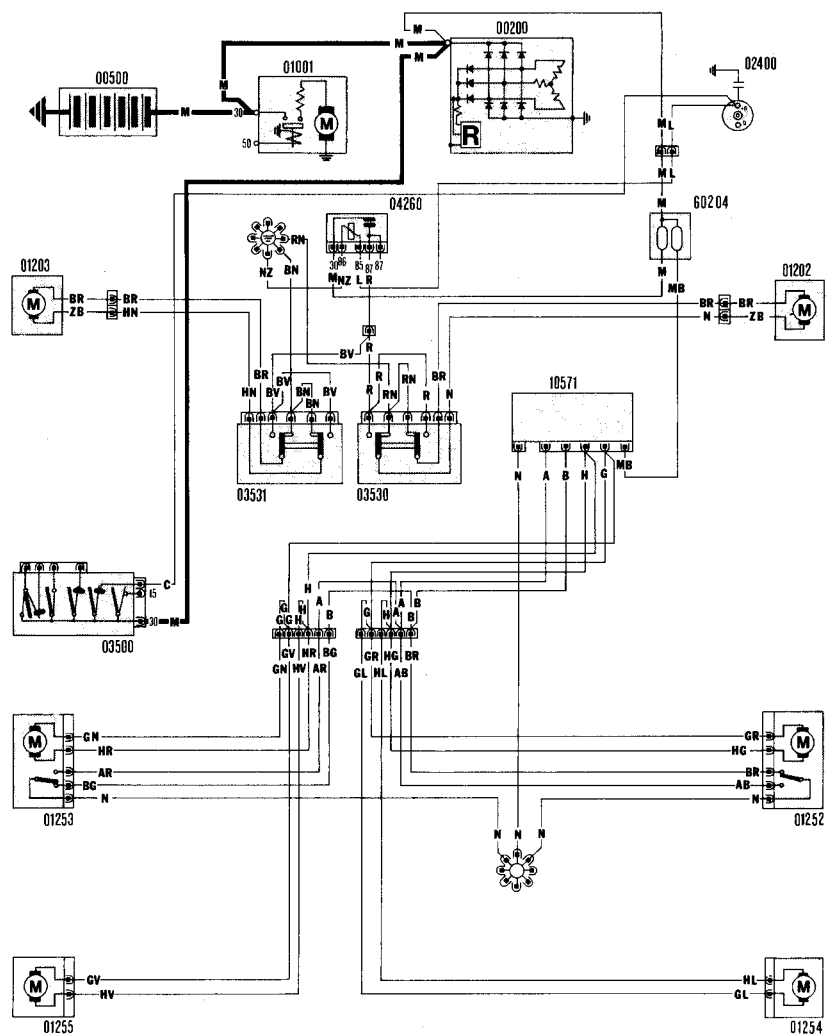 M
00200
01001
02400
00500
M
M
M
M
30
50
M
R
M L
M L
M
60204
04260
RN
NZ
BN
30 86 85 87 87
M NZ L R
M
MB
01203
M
BR BR
ZB HN
01202
BR BR
N ZB
M
R
BV
HN BR BV BV BN BN BV
R R RN RN R BR N
10571
03531
03530
N A B H G MB
C
15
30
M
03500
H A B
G G H H
G H A A B B
GV HR BG
GN HV AR
GR HG BR
GL HL AB
M
GN
HR
AR
BG
N
01253
GR
HG
BR
AB
N
M
01252
N N N
M
GV
HV
01255
HL
GL
M
01254